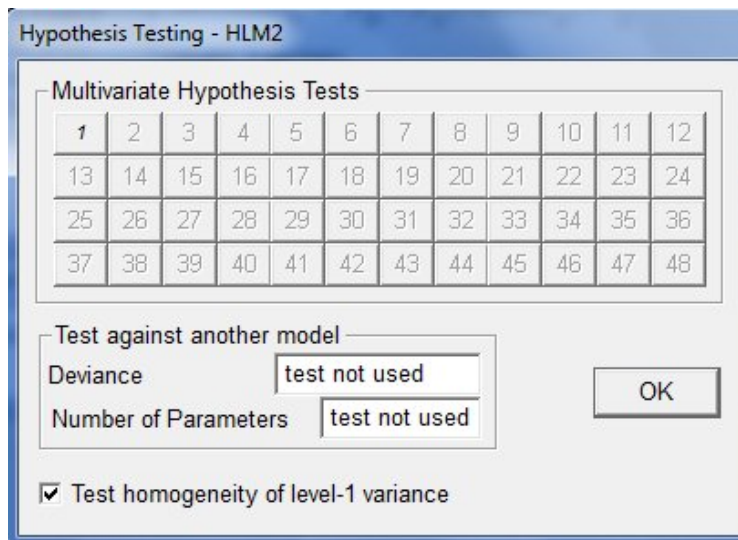 Hypothesis Testing - HLM2
Multivariate Hypothesis Tests
1 2 3 4 5 6 7 8 9 10 11 12
13 14 15 16 17 18 19 20 21 22 23 24
25 26 27 28 29 30 31 32 33 34 35 36
37 38 39 40 41 42 43 44 45 46 47 48
Test against another model
Deviance test not used
Number of Parameters test not used
OK
Test homogeneity of level-1 variance